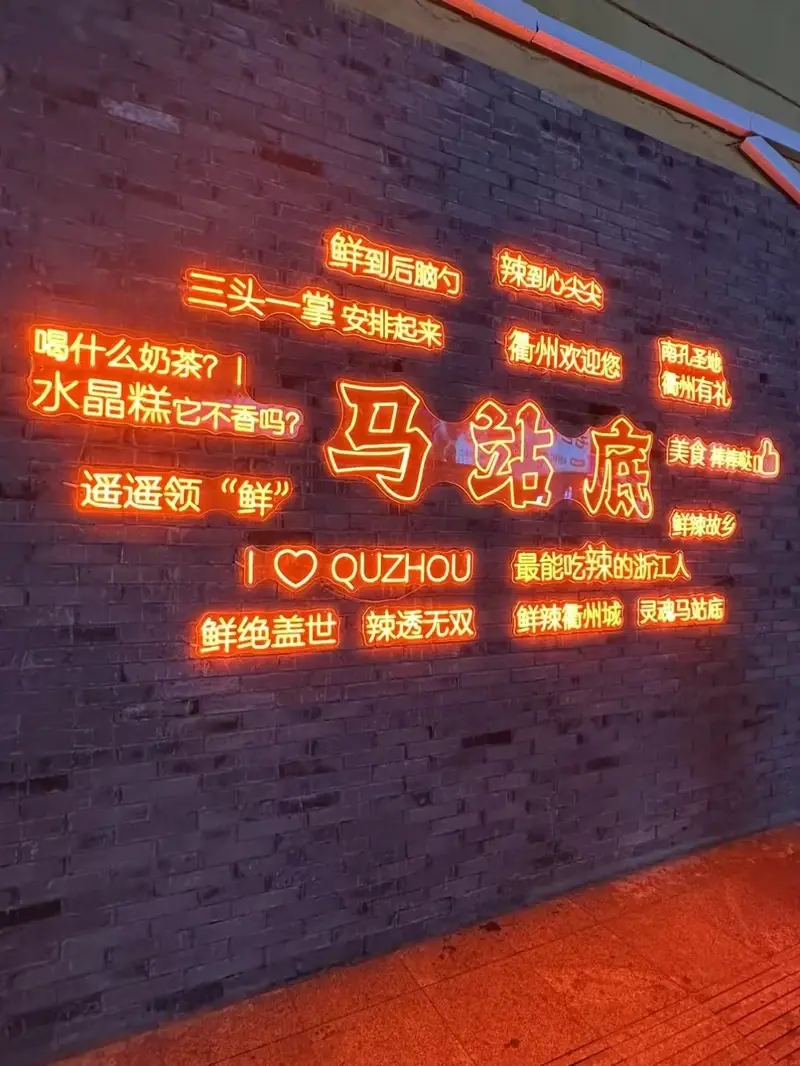 鲜到后脑勺
辣到心尖尖
三头一掌 安排起来
衢州欢迎您
南孔圣地
衢州有礼
喝什么奶茶？
水晶糕它不香吗？
马站底
美食 棒棒哒
遥遥领“鲜”
鲜辣故乡
I ♡ QUZHOU
最能吃辣的浙江人
鲜绝盖世
辣透无双
鲜辣衢州城
灵魂马站底